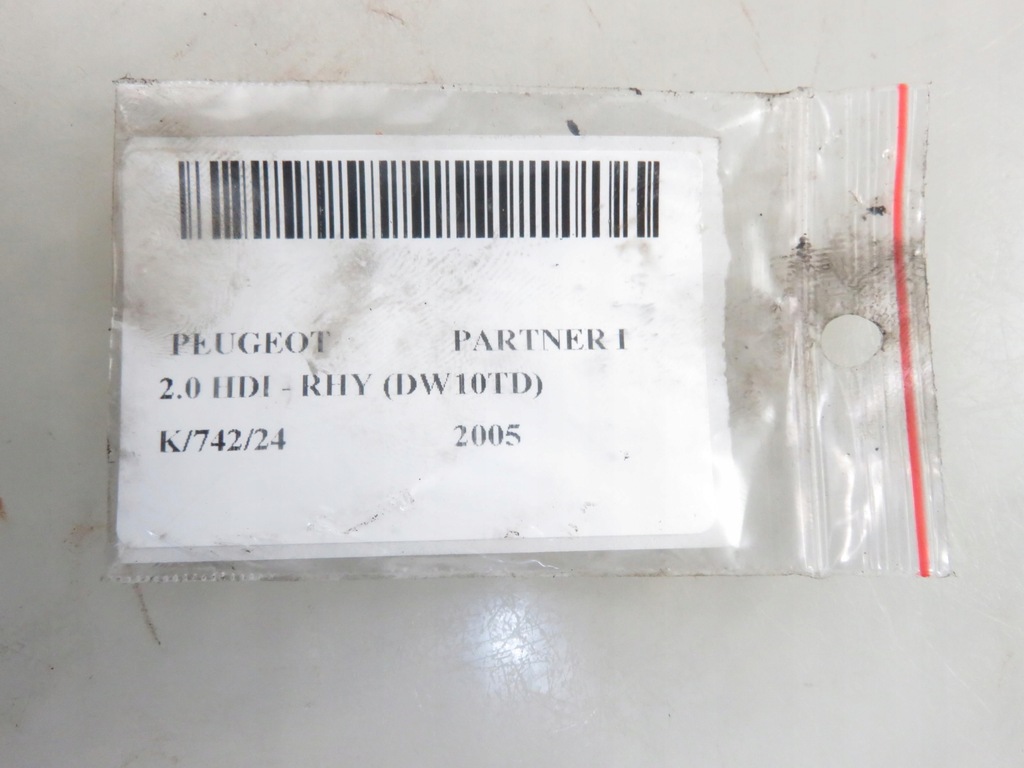 PEUGEOT PARTNER I
2.0 HDI - RHY (DW10TD)
K/742/24 2005